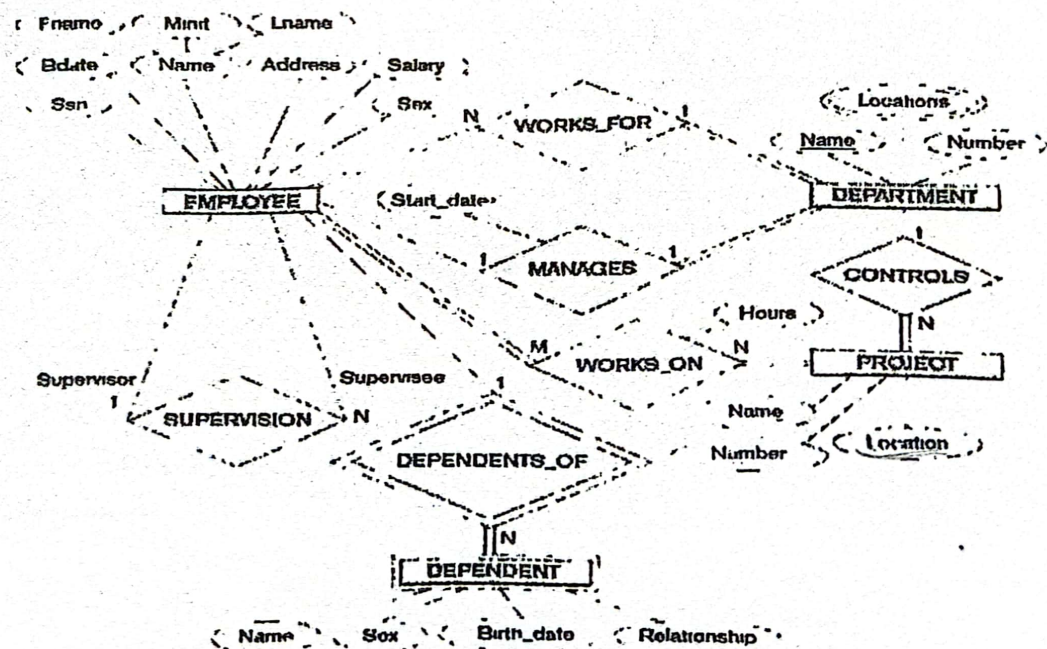 Fname Minit Lname
Bdate Name Address Salary
Ssn Sex
N WORKS_FOR 1
Locations
Name Number
EMPLOYEE
Start_date
DEPARTMENT
1 MANAGES 1
1
CONTROLS
N
Hours
M WORKS_ON N
PROJECT
Supervisor Supervisee
1 SUPERVISION N
1
Name
Number Location
DEPENDENTS_OF
N
DEPENDENT
Name Sex Birth_date Relationship